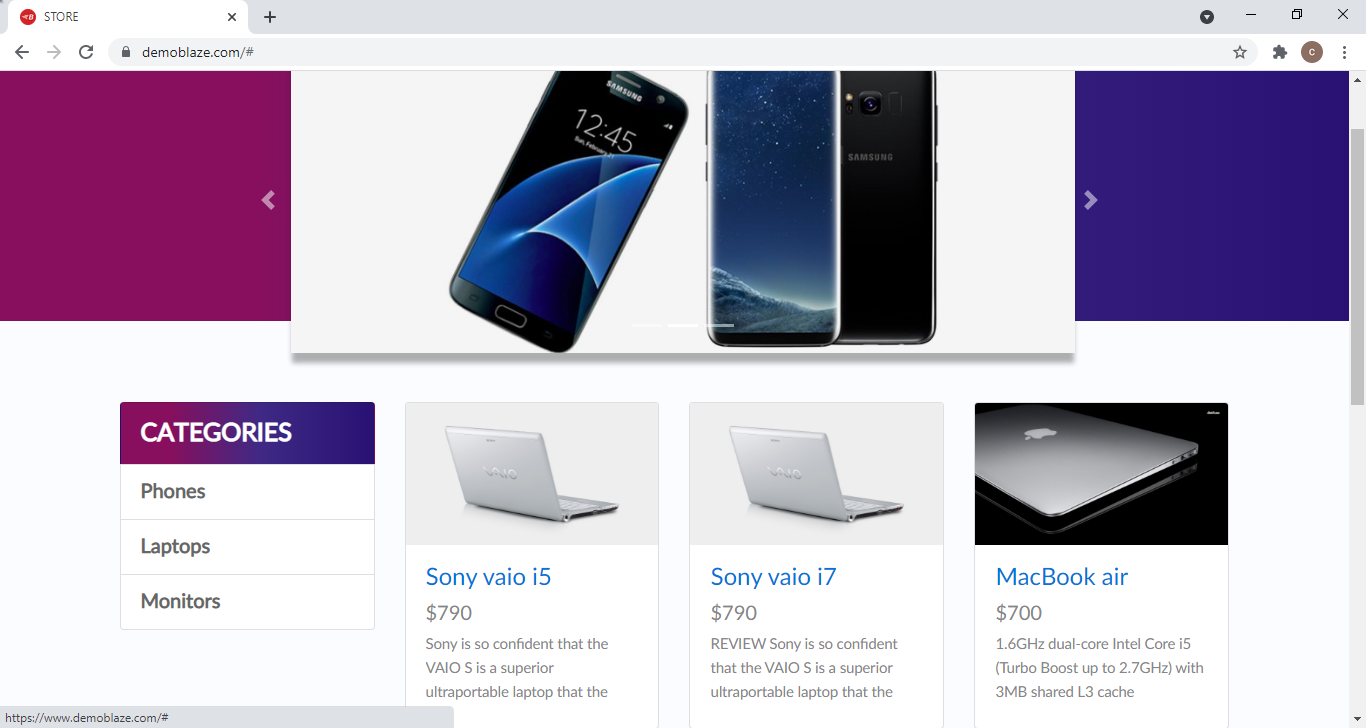 STORE
demoblaze.com/#
C
SAMSUNG
12:45
Sun, February 21
SAMSUNG
CATEGORIES
Phones
Laptops
Monitors
VAIO
Sony vaio i5
$790
Sony is so confident that the
VAIO S is a superior
ultraportable laptop that the
VAIO
Sony vaio i7
$790
REVIEW Sony is so confident
that the VAIO S is a superior
ultraportable laptop that the
MacBook air
$700
1.6GHz dual-core Intel Core i5
(Turbo Boost up to 2.7GHz) with
3MB shared L3 cache
https://www.demoblaze.com/#